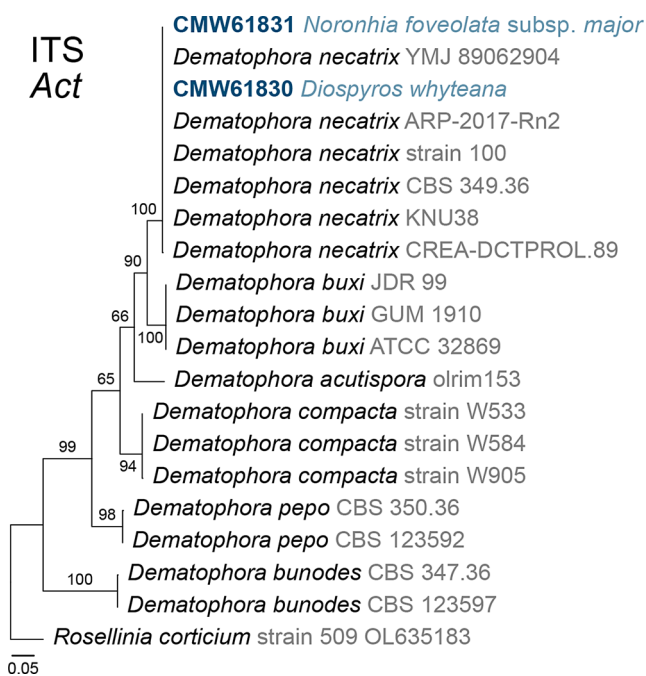 ITS
Act
CMW61831 Noronhia foveolata subsp. major
Dematophora necatrix YMJ 89062904
CMW61830 Diospyros whyteana
Dematophora necatrix ARP-2017-Rn2
Dematophora necatrix strain 100
Dematophora necatrix CBS 349.36
100
Dematophora necatrix KNU38
Dematophora necatrix CREA-DCTPROL.89
90
Dematophora buxi JDR 99
66
Dematophora buxi GUM 1910
100
Dematophora buxi ATCC 32869
65
Dematophora acutispora olrim153
Dematophora compacta strain W533
99
Dematophora compacta strain W584
94
Dematophora compacta strain W905
98
Dematophora pepo CBS 350.36
Dematophora pepo CBS 123592
100
Dematophora bunodes CBS 347.36
Dematophora bunodes CBS 123597
Rosellinia corticium strain 509 OL635183
0.05